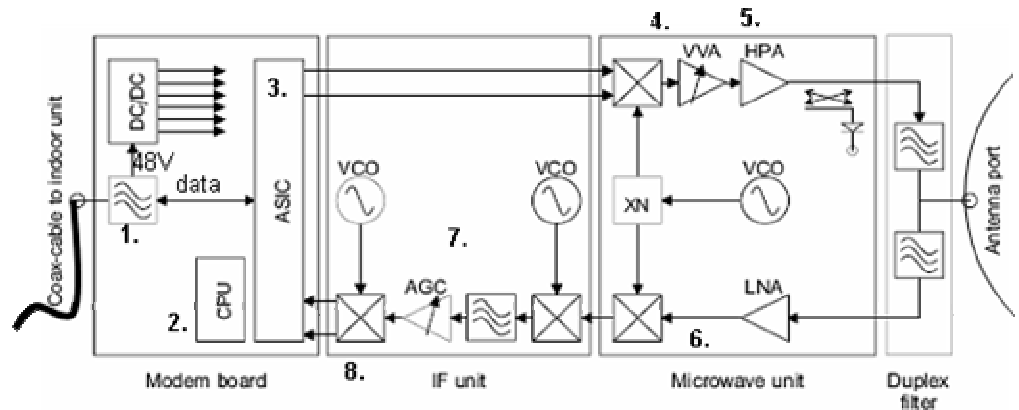 4.
5.
VVA
HPA
3.
DC/DC
48V
data
VCO
VCO
VCO
XN
ASIC
Coax-cable to indoor unit
1.
7.
Antenna port
CPU
2.
AGC
LNA
6.
8.
Modem board
IF unit
Microwave unit
Duplex
filter